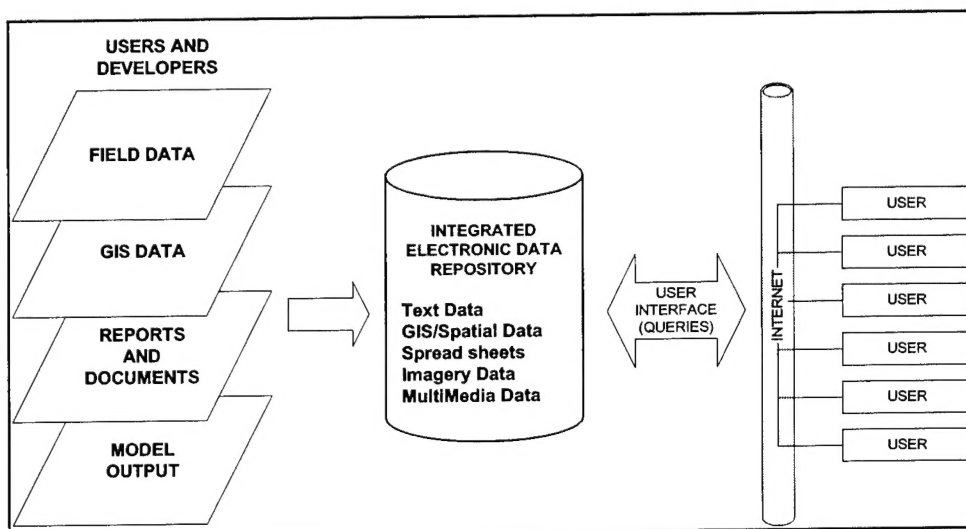 USERS AND
DEVELOPERS
FIELD DATA
GIS DATA
REPORTS
AND
DOCUMENTS
MODEL
OUTPUT
INTEGRATED
ELECTRONIC DATA
REPOSITORY
Text Data
GIS/Spatial Data
Spread sheets
Imagery Data
MultiMedia Data
USER
INTERFACE
(QUERIES)
INTERNET
USER
USER
USER
USER
USER
USER